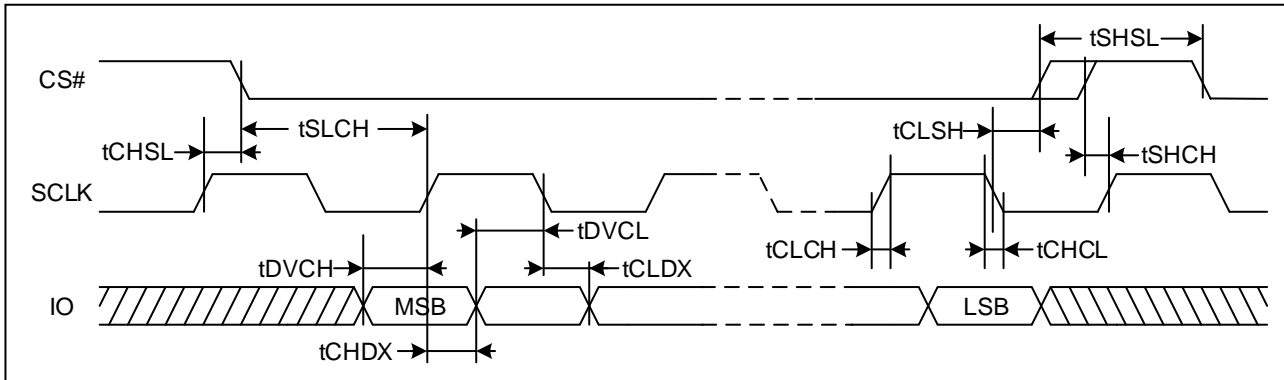 tSHSL
CS#
tSLCH
tCLSH
tCHSL
tSHCH
SCLK
tDVCL
tCLCH
tCHCL
tDVCH
tCLDX
IO
MSB
LSB
tCHDX